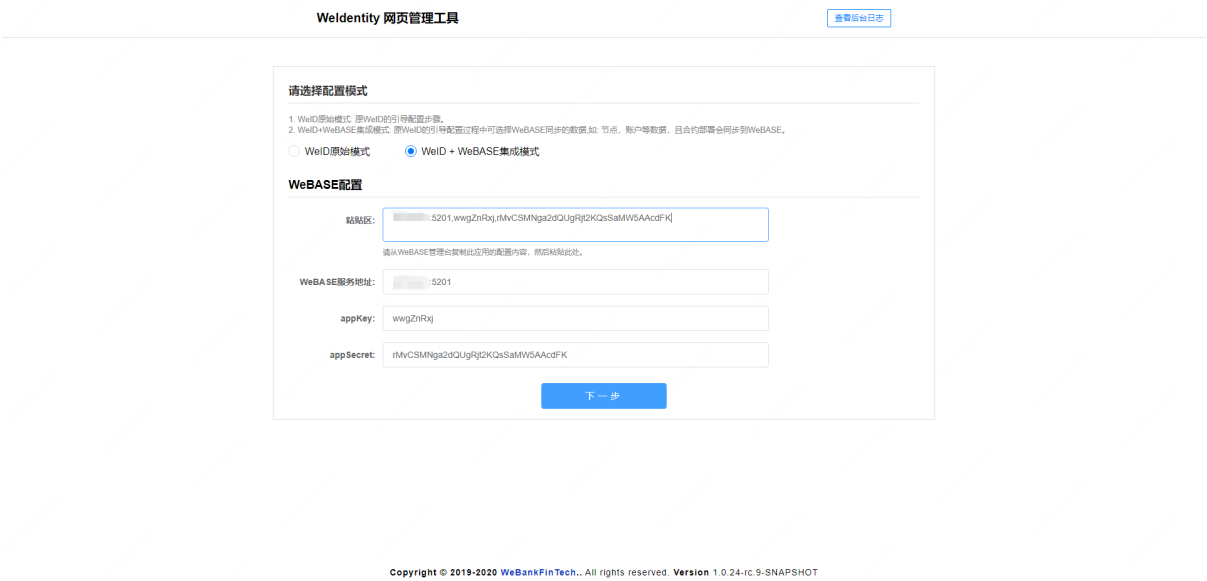 WeIdentity 网页管理工具
查看后台日志
请选择配置模式
1. WeID原始模式: 原WeID的引导配置步骤。
2. WeID+WeBASE集成模式: 原WeID的引导配置过程中可选择WeBASE同步的数据,如: 节点，账户等数据，且合约部署会同步到WeBASE。
WeID原始模式 WeID + WeBASE集成模式
WeBASE配置
粘贴区: :5201,wwgZnRxj,rMvCSMNga2dQUgRjt2KQsSaMW5AAcdFK
请从WeBASE管理台复制此应用的配置内容，然后粘贴此处。
WeBASE服务地址: :5201
appKey: wwgZnRxj
appSecret: rMvCSMNga2dQUgRjt2KQsSaMW5AAcdFK
下一步
Copyright © 2019-2020 WeBankFinTech.. All rights reserved. Version 1.0.24-rc.9-SNAPSHOT